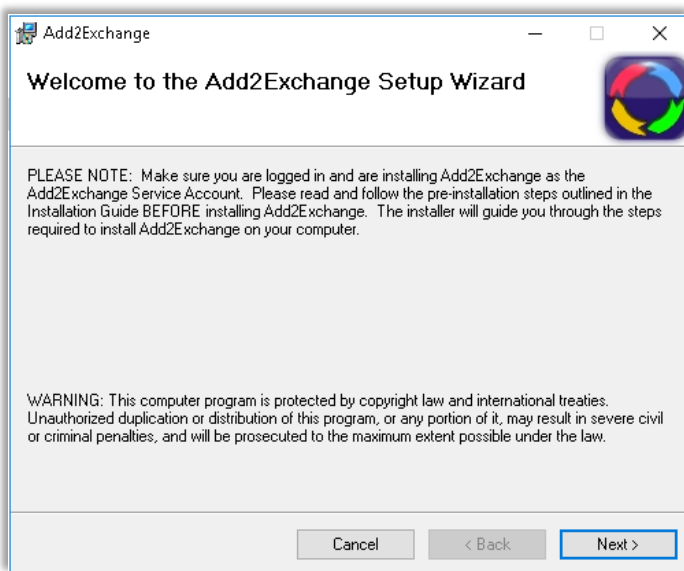 Add2Exchange
Welcome to the Add2Exchange Setup Wizard
PLEASE NOTE:  Make sure you are logged in and are installing Add2Exchange as the
Add2Exchange Service Account.  Please read and follow the pre-installation steps outlined in the
Installation Guide BEFORE installing Add2Exchange.  The installer will guide you through the steps
required to install Add2Exchange on your computer.
WARNING: This computer program is protected by copyright law and international treaties.
Unauthorized duplication or distribution of this program, or any portion of it, may result in severe civil
or criminal penalties, and will be prosecuted to the maximum extent possible under the law.
Cancel < Back Next >